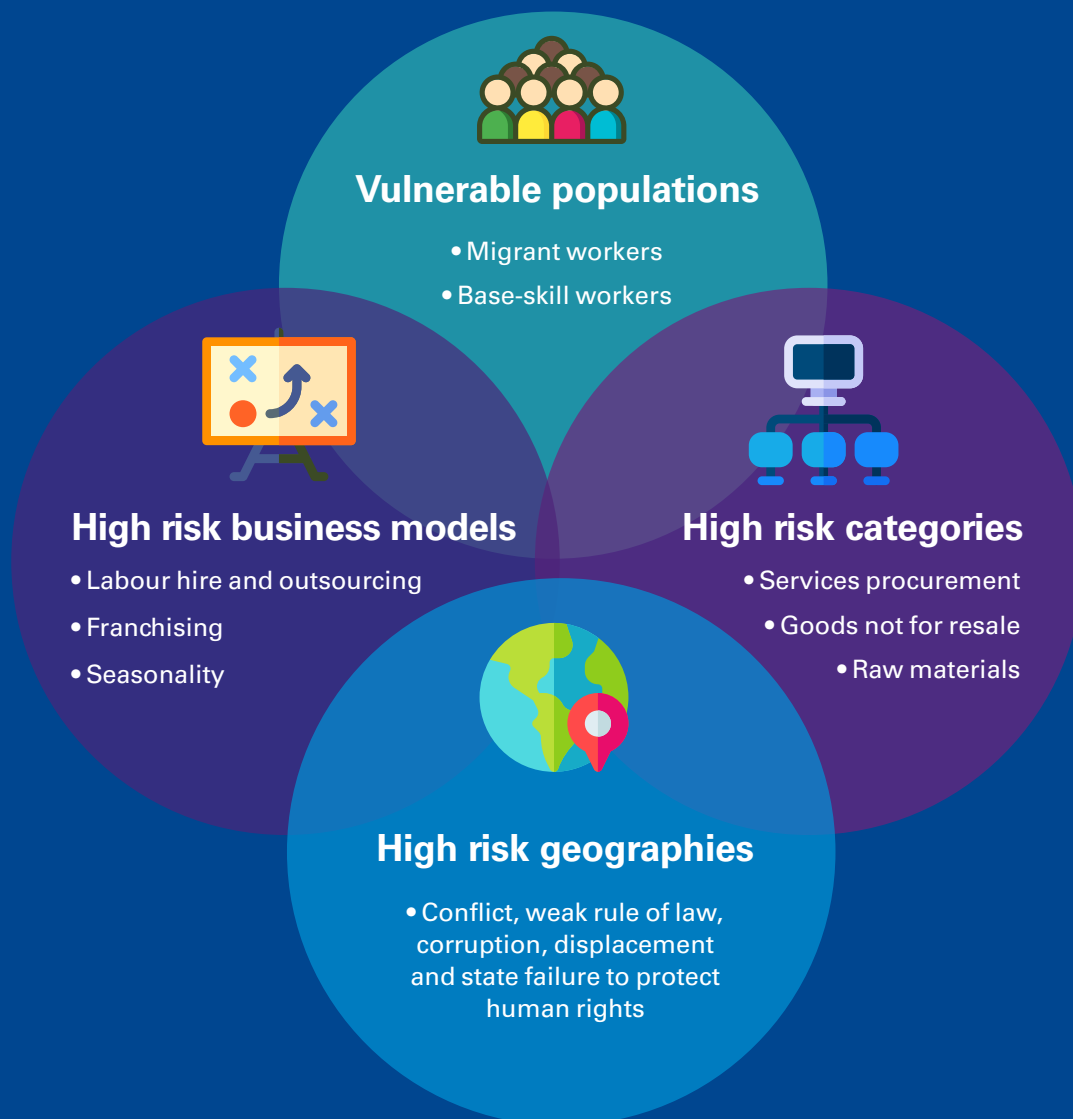 Vulnerable populations
• Migrant workers
• Base-skill workers
High risk business models
• Labour hire and outsourcing
• Franchising
• Seasonality
High risk categories
• Services procurement
• Goods not for resale
• Raw materials
High risk geographies
• Conflict, weak rule of law,
corruption, displacement
and state failure to protect
human rights